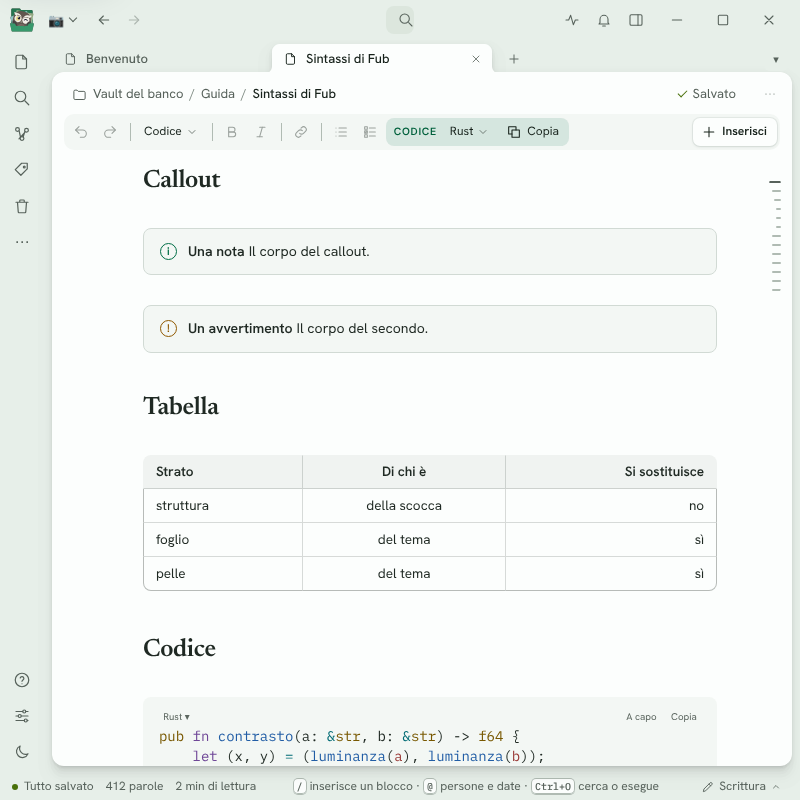 Benvenuto
Sintassi di Fub
Vault del banco / Guida / Sintassi di Fub
Salvato
Codice
B I
CODICE Rust Copia
Inserisci
Callout
Una nota Il corpo del callout.
Un avvertimento Il corpo del secondo.
Tabella
Strato Di chi è Si sostituisce
struttura della scocca no
foglio del tema sì
pelle del tema sì
Codice
Rust ▾ A capo Copia
pub fn contrasto(a: &str, b: &str) -> f64 {
let (x, y) = (luminanza(a), luminanza(b));
Tutto salvato 412 parole 2 min di lettura / inserisce un blocco · @ persone e date · Ctrl+O cerca o esegue Scrittura